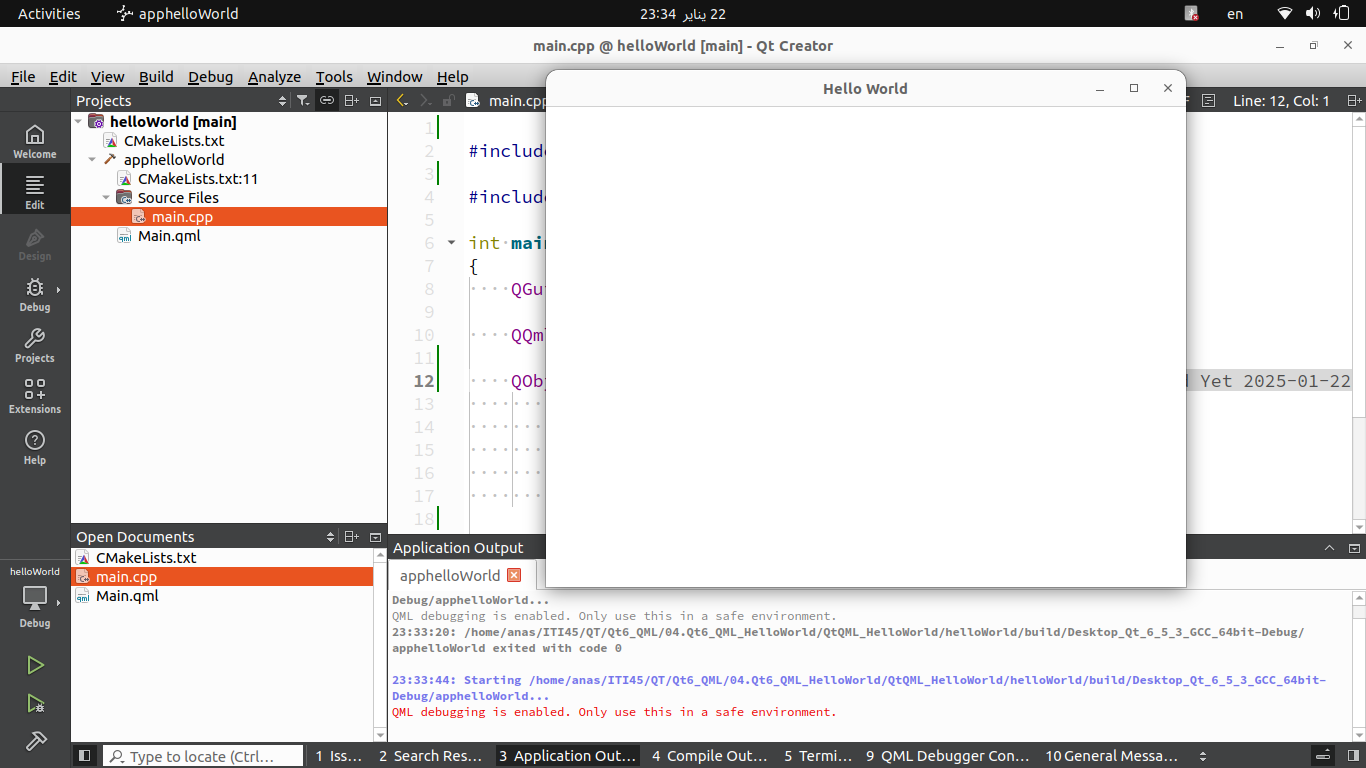 Activities
apphelloWorld
22 يناير 23:34
en
main.cpp @ helloWorld [main] - Qt Creator
File Edit View Build Debug Analyze Tools Window Help
Projects
main.cpp
Line: 12, Col: 1
Hello World
Welcome
Edit
Design
Debug
Projects
Extensions
Help
helloWorld
Debug
helloWorld [main]
CMakeLists.txt
apphelloWorld
CMakeLists.txt:11
Source Files
main.cpp
Main.qml
1
2 #include
3
4 #include
5
6 int main
7 {
8 QGu
9
10 QQml
11
12 QObj Yet 2025-01-22
13
14
15
16
17
18
Open Documents
CMakeLists.txt
main.cpp
Main.qml
Application Output
apphelloWorld
Debug/apphelloWorld...
QML debugging is enabled. Only use this in a safe environment.
23:33:20: /home/anas/ITI45/QT/Qt6_QML/04.Qt6_QML_HelloWorld/QtQML_HelloWorld/helloWorld/build/Desktop_Qt_6_5_3_GCC_64bit-Debug/
apphelloWorld exited with code 0
23:33:44: Starting /home/anas/ITI45/QT/Qt6_QML/04.Qt6_QML_HelloWorld/QtQML_HelloWorld/helloWorld/build/Desktop_Qt_6_5_3_GCC_64bit-
Debug/apphelloWorld...
QML debugging is enabled. Only use this in a safe environment.
Type to locate (Ctrl...
1 Iss...
2 Search Res...
3 Application Out...
4 Compile Out...
5 Termi...
9 QML Debugger Con...
10 General Messa...